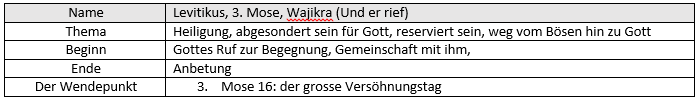 Name Levitikus, 3. Mose, Wajikra (Und er rief)
Thema Heiligung, abgesondert sein für Gott, reserviert sein, weg vom Bösen hin zu Gott
Beginn Gottes Ruf zur Begegnung, Gemeinschaft mit ihm,
Ende Anbetung
Der Wendepunkt 3. Mose 16: der grosse Versöhnungstag